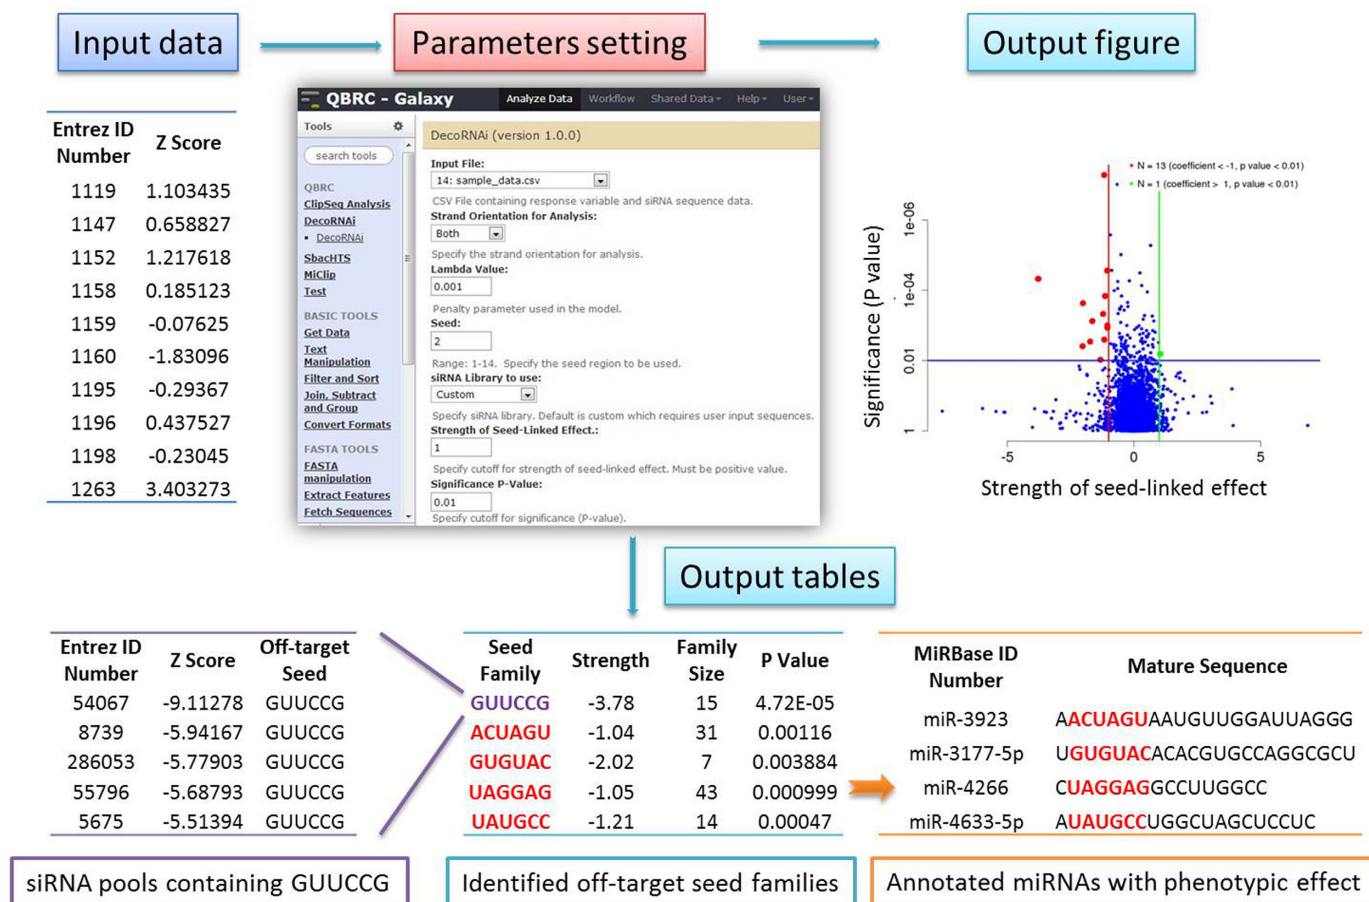 Input data
Parameters setting
Output figure
Entrez ID Number Z Score
1119 1.103435
1147 0.658827
1152 1.217618
1158 0.185123
1159 -0.07625
1160 -1.83096
1195 -0.29367
1196 0.437527
1198 -0.23045
1263 3.403273
QBRC - Galaxy Analyze Data Workflow Shared Data Help User
Tools
search tools
QBRC
ClipSeq Analysis
DecoRNAi
• DecoRNAi
SbacHTS
MiClip
Test
BASIC TOOLS
Get Data
Text
Manipulation
Filter and Sort
Join, Subtract
and Group
Convert Formats
FASTA TOOLS
FASTA
manipulation
Extract Features
Fetch Sequences
DecoRNAi (version 1.0.0)
Input File:
14: sample_data.csv
CSV File containing response variable and siRNA sequence data.
Strand Orientation for Analysis:
Both
Specify the strand orientation for analysis.
Lambda Value:
0.001
Penalty parameter used in the model.
Seed:
2
Range: 1-14. Specify the seed region to be used.
siRNA Library to use:
Custom
Specify siRNA library. Default is custom which requires user input sequences.
Strength of Seed-Linked Effect.:
1
Specify cutoff for strength of seed-linked effect. Must be positive value.
Significance P-Value:
0.01
Specify cutoff for significance (P-value).
N = 13 (coefficient < -1, p value < 0.01)
N = 1 (coefficient > 1, p value < 0.01)
Significance (P value)
1e-06
1e-04
0.01
1
-5 0 5
Strength of seed-linked effect
Output tables
Entrez ID Number Z Score Off-target Seed
54067 -9.11278 GUUCCG
8739 -5.94167 GUUCCG
286053 -5.77903 GUUCCG
55796 -5.68793 GUUCCG
5675 -5.51394 GUUCCG
siRNA pools containing GUUCCG
Seed Family Strength Family Size P Value
GUUCCG -3.78 15 4.72E-05
ACUAGU -1.04 31 0.00116
GUGUAC -2.02 7 0.003884
UAGGAG -1.05 43 0.000999
UAUGCC -1.21 14 0.00047
Identified off-target seed families
MiRBase ID Number Mature Sequence
miR-3923 AACUAGUAAUGUUGGAUUAGGG
miR-3177-5p UGUGUACACACGUGCCAGGCGCU
miR-4266 CUAGGAGGCCUUGGCC
miR-4633-5p AUAUGCCUGGCUAGCUCCUC
Annotated miRNAs with phenotypic effect